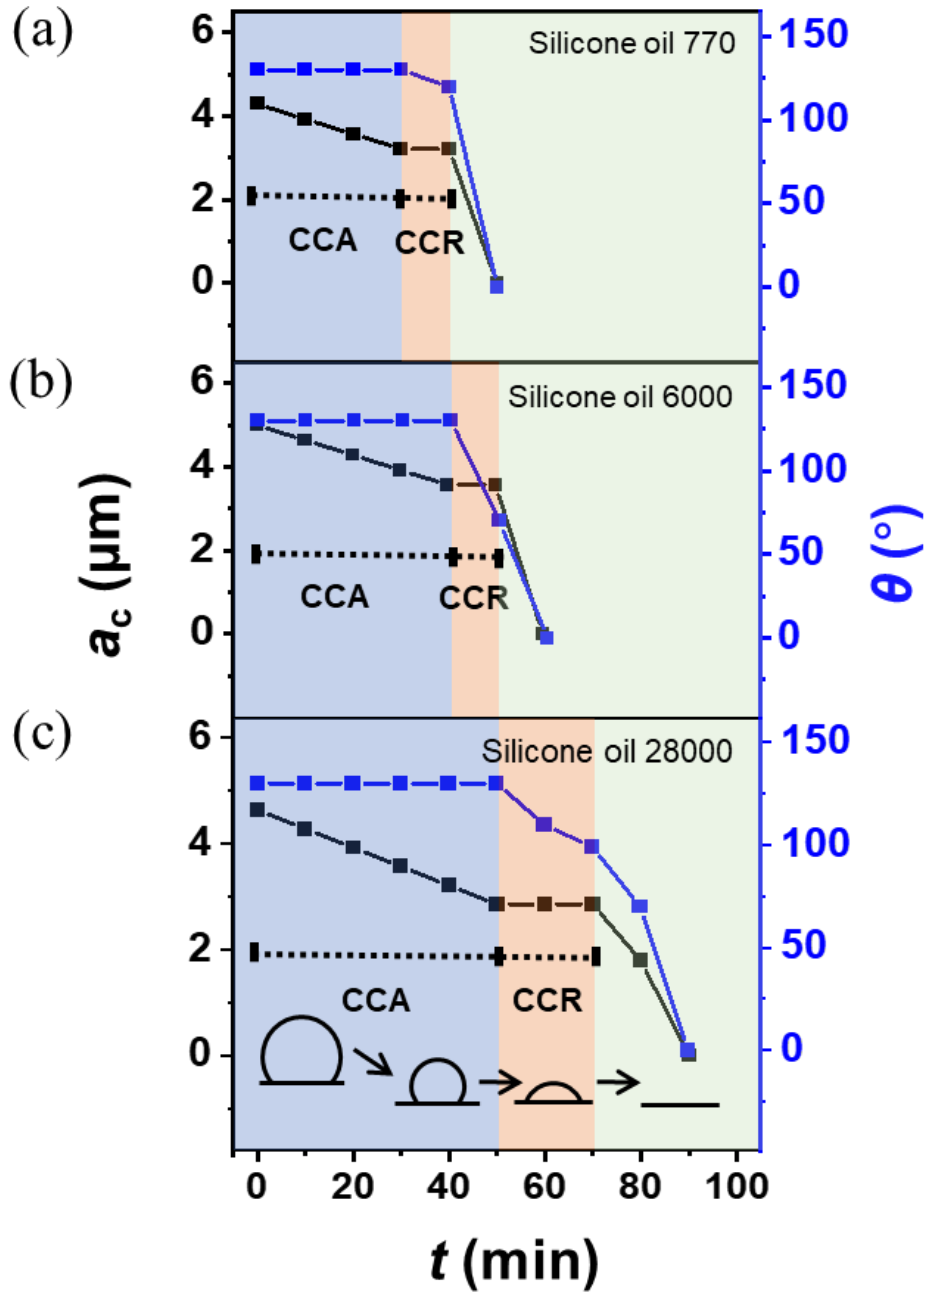 (a)
Silicone oil 770
6
4
2
0
150
100
50
0
CCA
CCR
(b)
Silicone oil 6000
6
4
2
0
150
100
50
0
CCA
CCR
a_c (μm)
θ (°)
(c)
Silicone oil 28000
6
4
2
0
150
100
50
0
CCA
CCR
0 20 40 60 80 100
t (min)